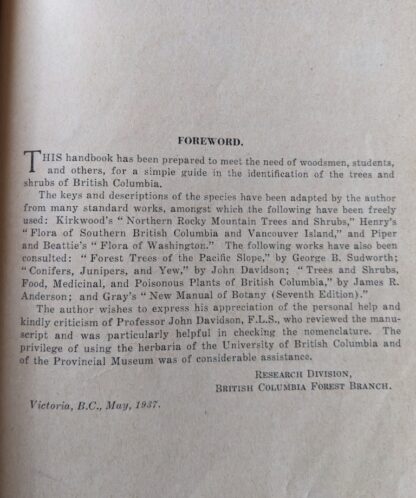 FOREWORD.
THIS handbook has been prepared to meet the need of woodsmen, students,
and others, for a simple guide in the identification of the trees and
shrubs of British Columbia.
The keys and descriptions of the species have been adapted by the author
from many standard works, amongst which the following have been freely
used: Kirkwood's "Northern Rocky Mountain Trees and Shrubs," Henry's
"Flora of Southern British Columbia and Vancouver Island," and Piper
and Beattie's "Flora of Washington." The following works have also been
consulted: "Forest Trees of the Pacific Slope," by George B. Sudworth;
"Conifers, Junipers, and Yew," by John Davidson; "Trees and Shrubs,
Food, Medicinal, and Poisonous Plants of British Columbia," by James R.
Anderson; and Gray's "New Manual of Botany (Seventh Edition)."
The author wishes to express his appreciation of the personal help and
kindly criticism of Professor John Davidson, F.L.S., who reviewed the manu-
script and was particularly helpful in checking the nomenclature. The
privilege of using the herbaria of the University of British Columbia and
of the Provincial Museum was of considerable assistance.
RESEARCH DIVISION,
BRITISH COLUMBIA FOREST BRANCH.
Victoria, B.C., May, 1937.